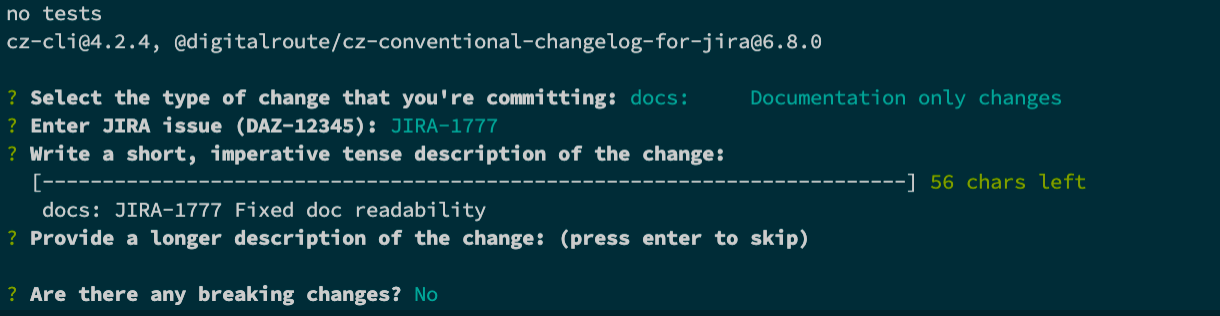 no tests
cz-cli@4.2.4, @digitalroute/cz-conventional-changelog-for-jira@6.8.0
? Select the type of change that you're committing: docs:     Documentation only changes
? Enter JIRA issue (DAZ-12345): JIRA-1777
? Write a short, imperative tense description of the change:
[------------------------------------------------------------------------] 56 chars left
docs: JIRA-1777 Fixed doc readability
? Provide a longer description of the change: (press enter to skip)
? Are there any breaking changes? No